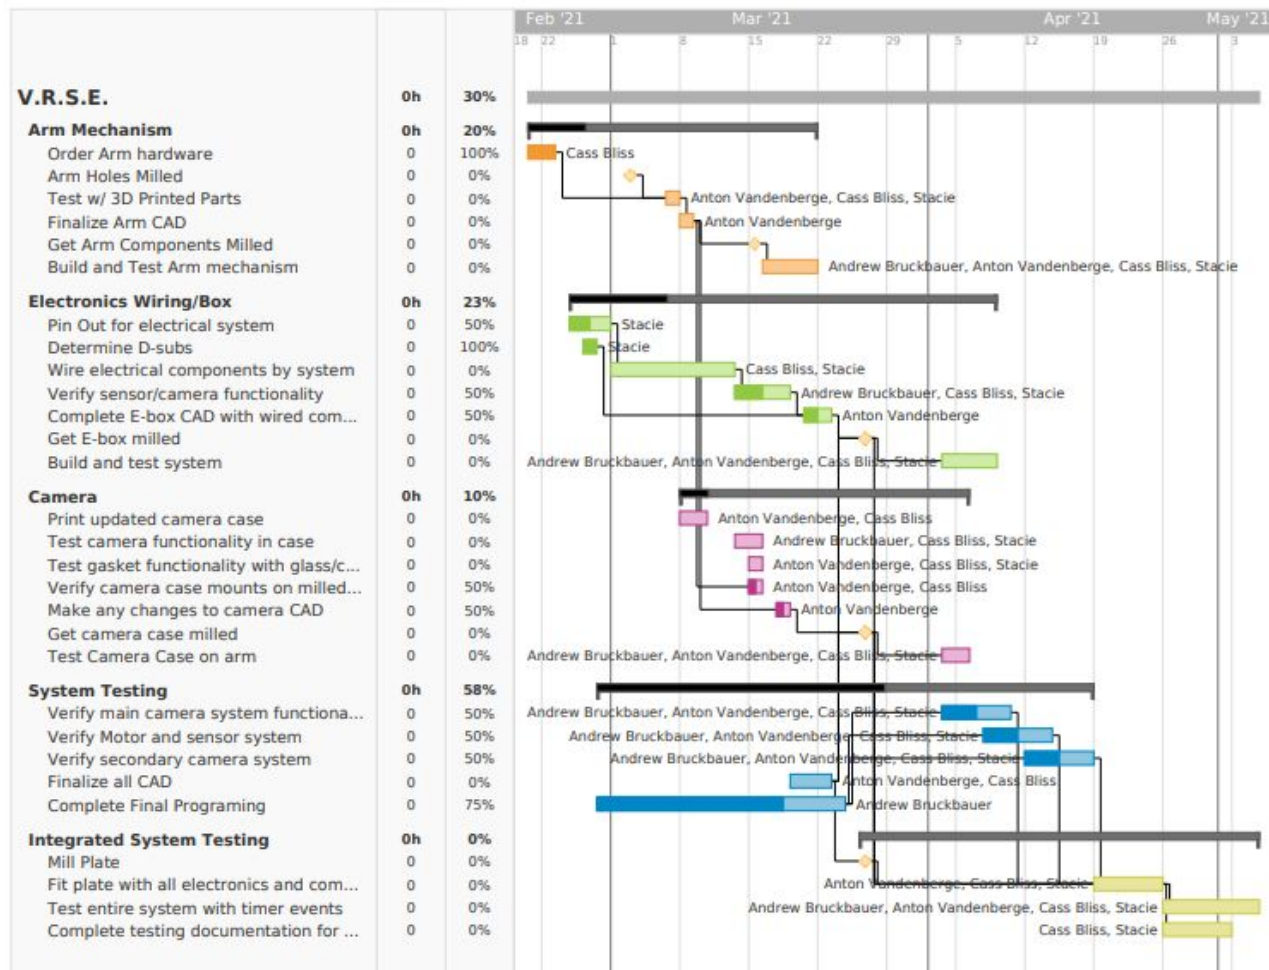 Feb '21 Mar '21 Apr '21 May '21
18 22 1 8 15 22 29 5 12 19 26 3
V.R.S.E. 0h 30%
Arm Mechanism 0h 20%
Order Arm hardware 0 100% Cass Bliss
Arm Holes Milled 0 0%
Test w/ 3D Printed Parts 0 0% Anton Vandenberge, Cass Bliss, Stacie
Finalize Arm CAD 0 0% Anton Vandenberge
Get Arm Components Milled 0 0%
Build and Test Arm mechanism 0 0% Andrew Bruckbauer, Anton Vandenberge, Cass Bliss, Stacie
Electronics Wiring/Box 0h 23%
Pin Out for electrical system 0 50% Stacie
Determine D-subs 0 100% Stacie
Wire electrical components by system 0 0% Cass Bliss, Stacie
Verify sensor/camera functionality 0 50% Andrew Bruckbauer, Cass Bliss, Stacie
Complete E-box CAD with wired com... 0 50% Anton Vandenberge
Get E-box milled 0 0%
Build and test system 0 0% Andrew Bruckbauer, Anton Vandenberge, Cass Bliss, Stacie
Camera 0h 10%
Print updated camera case 0 0% Anton Vandenberge, Cass Bliss
Test camera functionality in case 0 0% Andrew Bruckbauer, Cass Bliss, Stacie
Test gasket functionality with glass/c... 0 0% Anton Vandenberge, Cass Bliss, Stacie
Verify camera case mounts on milled... 0 50% Anton Vandenberge, Cass Bliss
Make any changes to camera CAD 0 50% Anton Vandenberge
Get camera case milled 0 0%
Test Camera Case on arm 0 0% Andrew Bruckbauer, Anton Vandenberge, Cass Bliss, Stacie
System Testing 0h 58%
Verify main camera system functiona... 0 50% Andrew Bruckbauer, Anton Vandenberge, Cass Bliss, Stacie
Verify Motor and sensor system 0 50% Andrew Bruckbauer, Anton Vandenberge, Cass Bliss, Stacie
Verify secondary camera system 0 50% Andrew Bruckbauer, Anton Vandenberge, Cass Bliss, Stacie
Finalize all CAD 0 0% Anton Vandenberge, Cass Bliss
Complete Final Programing 0 75% Andrew Bruckbauer
Integrated System Testing 0h 0%
Mill Plate 0 0%
Fit plate with all electronics and com... 0 0% Anton Vandenberge, Cass Bliss, Stacie
Test entire system with timer events 0 0% Andrew Bruckbauer, Anton Vandenberge, Cass Bliss, Stacie
Complete testing documentation for ... 0 0% Cass Bliss, Stacie